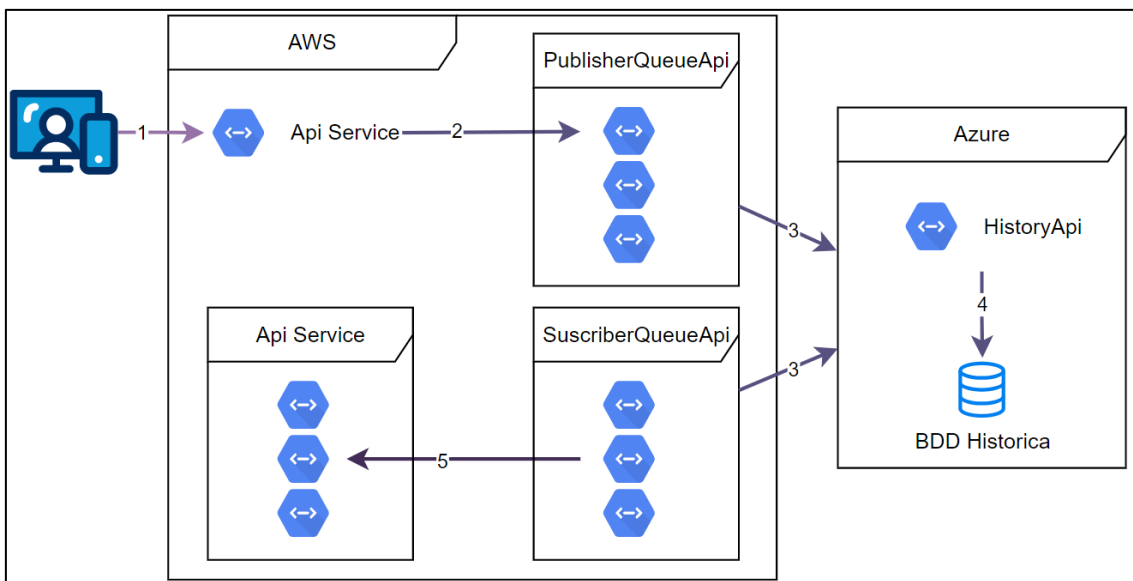 AWS
PublisherQueueApi
1
Api Service
2
3
Azure
HistoryApi
4
BDD Historica
Api Service
SuscriberQueueApi
3
5